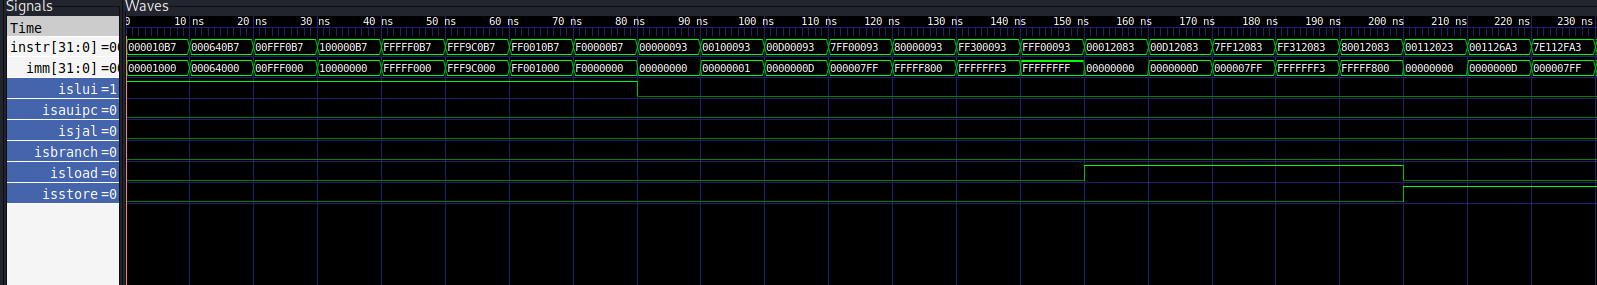 Signals Waves
Time 0 10 ns 20 ns 30 ns 40 ns 50 ns 60 ns 70 ns 80 ns 90 ns 100 ns 110 ns 120 ns 130 ns 140 ns 150 ns 160 ns 170 ns 180 ns 190 ns 200 ns 210 ns 220 ns 230 ns
instr[31:0]=00 000010B7 000640B7 00FFF0B7 100000B7 FFFFF0B7 FFF9C0B7 FF0010B7 F00000B7 00000093 00100093 00D00093 7FF00093 80000093 FF300093 FFF00093 00012083 00D12083 7FF12083 FF312083 80012083 00112023 001126A3 7E112FA3
imm[31:0]=00 00001000 00064000 00FFF000 10000000 FFFFF000 FFF9C000 FF001000 F0000000 00000000 00000001 0000000D 000007FF FFFFF800 FFFFFFF3 FFFFFFFF 00000000 0000000D 000007FF FFFFFFF3 FFFFF800 00000000 0000000D 000007FF
islui=1
isauipc=0
isjal=0
isbranch=0
isload=0
isstore=0